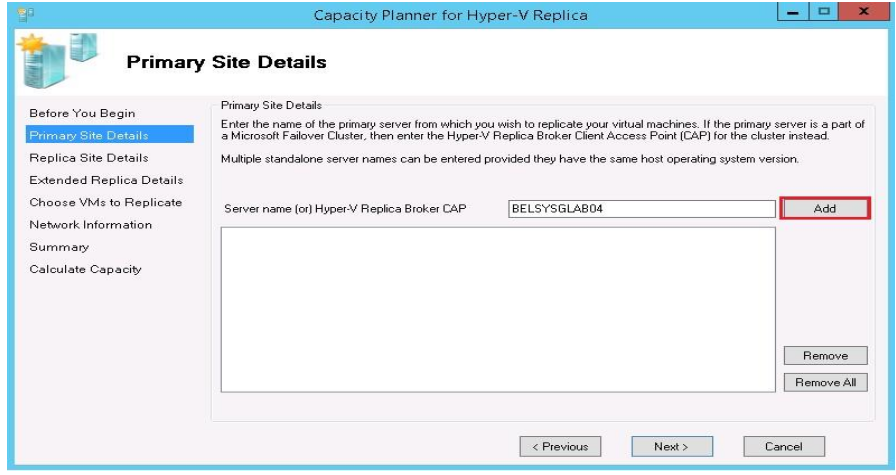 Capacity Planner for Hyper-V Replica
Primary Site Details
Before You Begin
Primary Site Details
Replica Site Details
Extended Replica Details
Choose VMs to Replicate
Network Information
Summary
Calculate Capacity
Primary Site Details
Enter the name of the primary server from which you wish to replicate your virtual machines. If the primary server is a part of
a Microsoft Failover Cluster, then enter the Hyper-V Replica Broker Client Access Point (CAP) for the cluster instead.
Multiple standalone server names can be entered provided they have the same host operating system version.
Server name (or) Hyper-V Replica Broker CAP BELSYSGLAB04 Add
Remove
Remove All
< Previous Next > Cancel